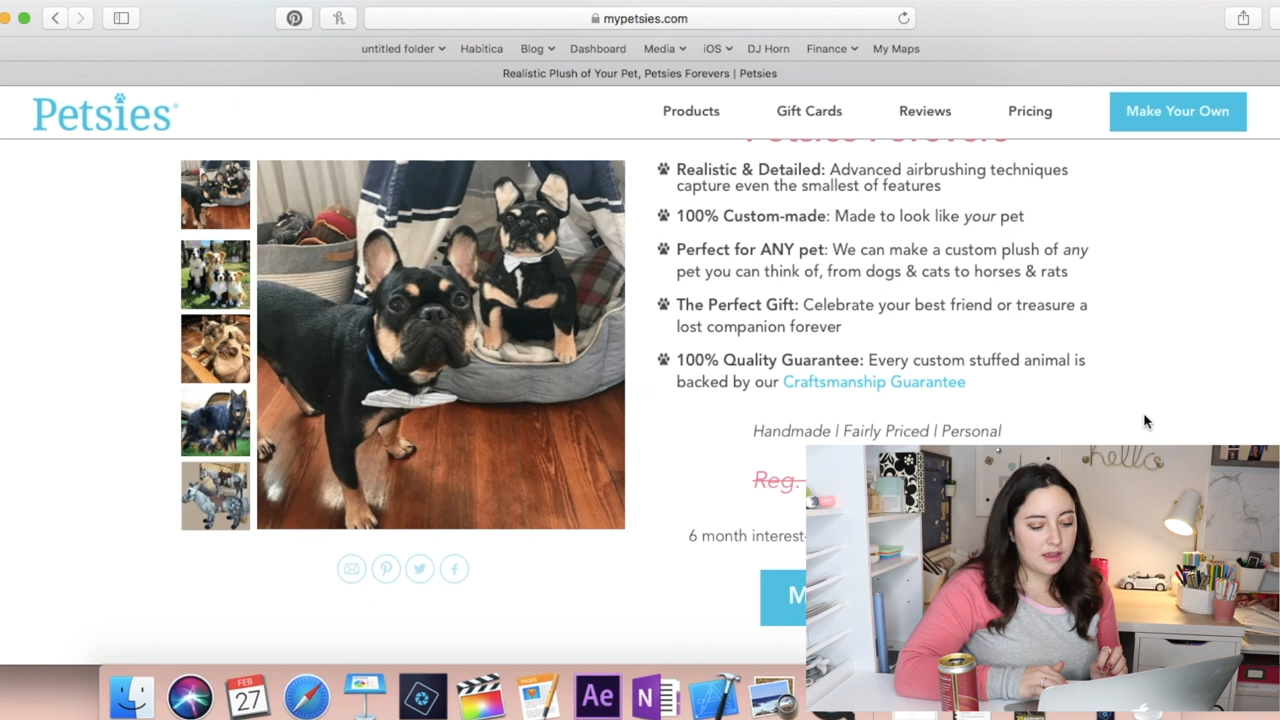 mypetsies.com
untitled folder Habitica Blog Dashboard Media iOS DJ Horn Finance My Maps
Realistic Plush of Your Pet, Petsies Forevers | Petsies
Petsies Products Gift Cards Reviews Pricing Make Your Own
Petsies Forevers
Realistic & Detailed: Advanced airbrushing techniques
capture even the smallest of features
100% Custom-made: Made to look like your pet
Perfect for ANY pet: We can make a custom plush of any
pet you can think of, from dogs & cats to horses & rats
The Perfect Gift: Celebrate your best friend or treasure a
lost companion forever
100% Quality Guarantee: Every custom stuffed animal is
backed by our Craftsmanship Guarantee
Handmade | Fairly Priced | Personal
Reg.
6 month interest-
M
hello
FEB
27
PAGES
Ae
N